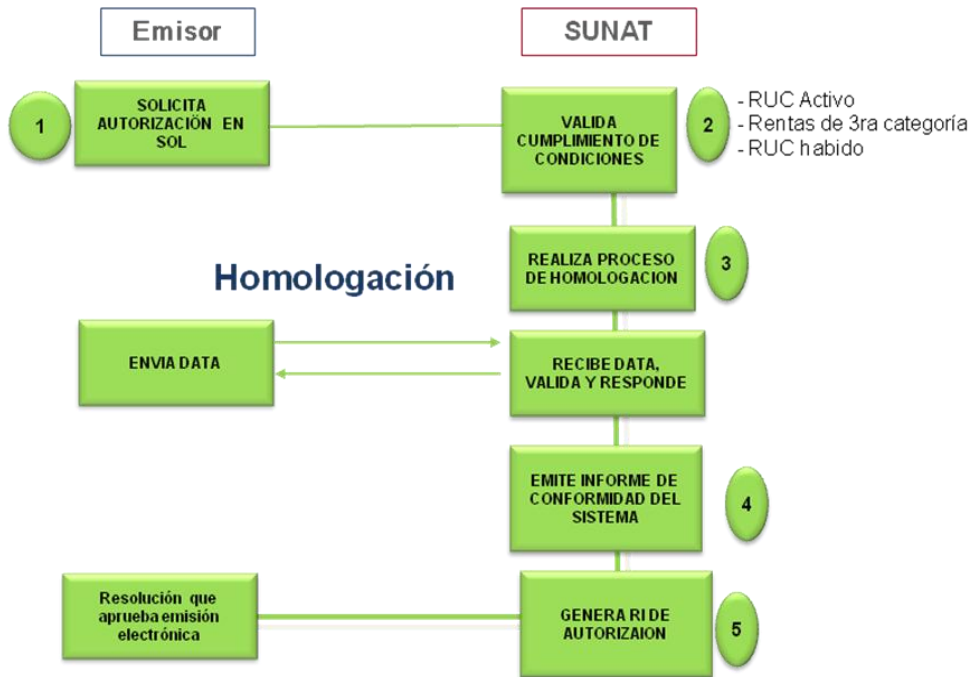 Emisor
SUNAT
1
SOLICITA
AUTORIZACIÓN EN
SOL
VALIDA
CUMPLIMIENTO DE
CONDICIONES
2
- RUC Activo
- Rentas de 3ra categoría
- RUC habido
Homologación
REALIZA PROCESO
DE HOMOLOGACION
3
ENVIA DATA
RECIBE DATA,
VALIDA Y RESPONDE
EMITE INFORME DE
CONFORMIDAD DEL
SISTEMA
4
Resolución que
aprueba emisión
electrónica
GENERA RI DE
AUTORIZAION
5